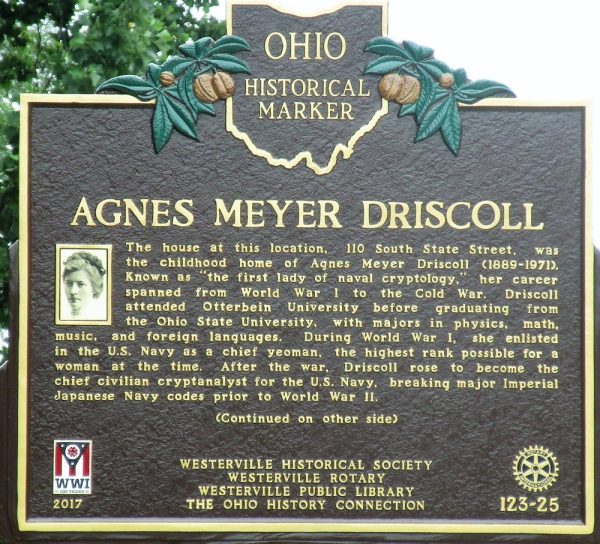 OHIO
HISTORICAL
MARKER
AGNES MEYER DRISCOLL
The house at this location, 110 South State Street, was
the childhood home of Agnes Meyer Driscoll (1889-1971).
Known as "the first lady of naval cryptology," her career
spanned from World War I to the Cold War. Driscoll
attended Otterbein University before graduating from
the Ohio State University, with majors in physics, math,
music, and foreign languages. During World War I, she enlisted
in the U.S. Navy as a chief yeoman, the highest rank possible for a
woman at the time. After the war, Driscoll rose to become the
chief civilian cryptanalyst for the U.S. Navy, breaking major Imperial
Japanese Navy codes prior to World War II.
(Continued on other side)
WWI
2017
WESTERVILLE HISTORICAL SOCIETY
WESTERVILLE ROTARY
WESTERVILLE PUBLIC LIBRARY
THE OHIO HISTORY CONNECTION
123-25